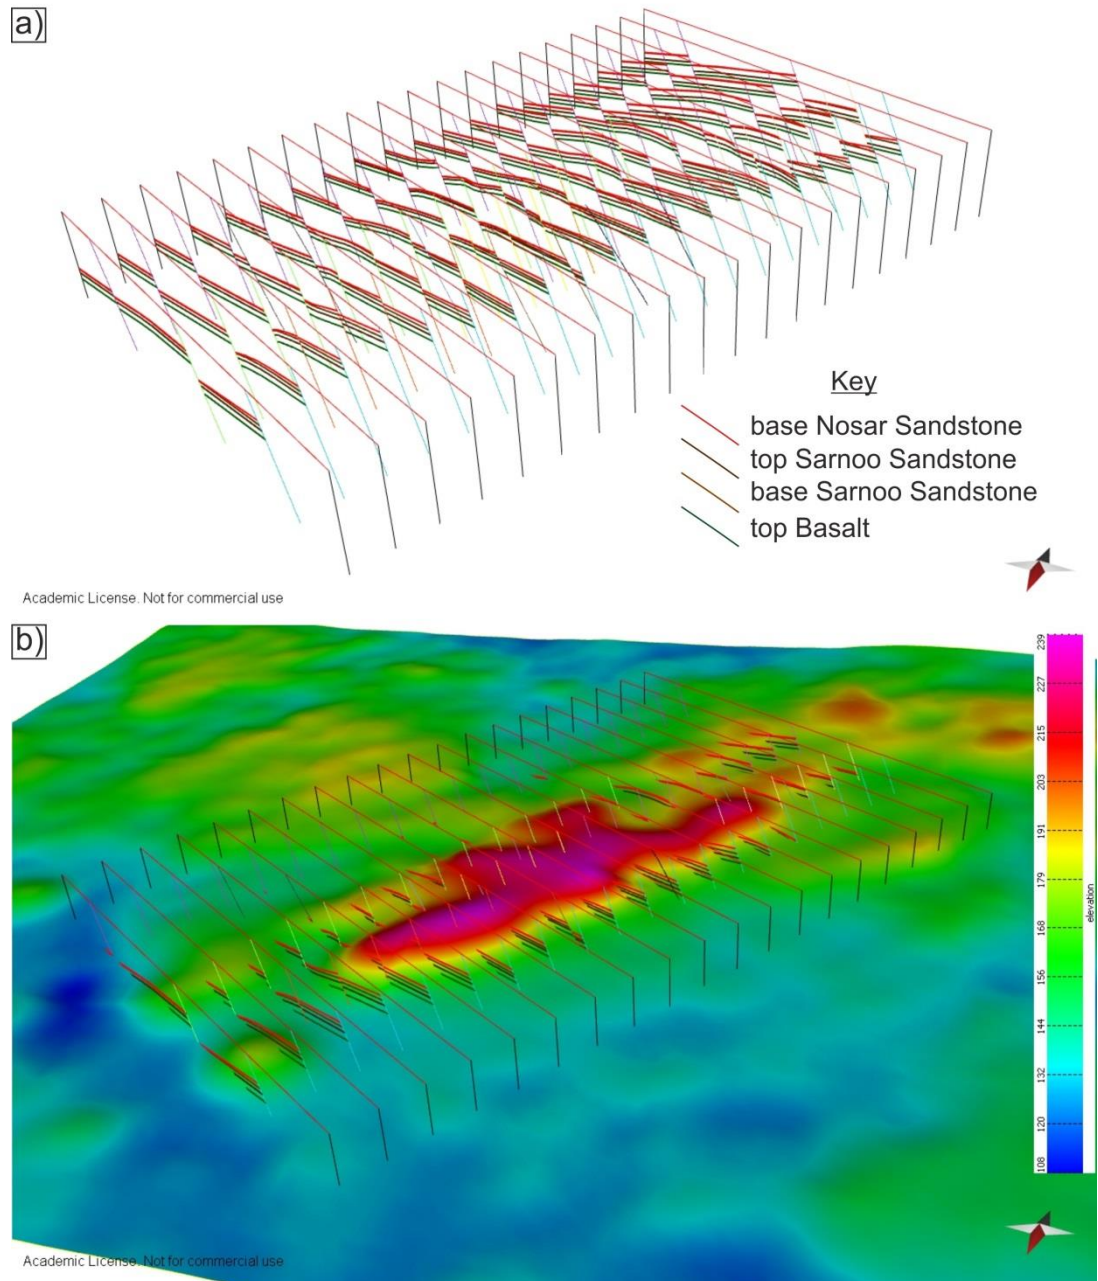 a)
Key
base Nosar Sandstone
top Sarnoo Sandstone
base Sarnoo Sandstone
top Basalt
Academic License. Not for commercial use
b)
239
227
215
203
191
179
168
156
144
132
120
108
elevation
Academic License. Not for commercial use